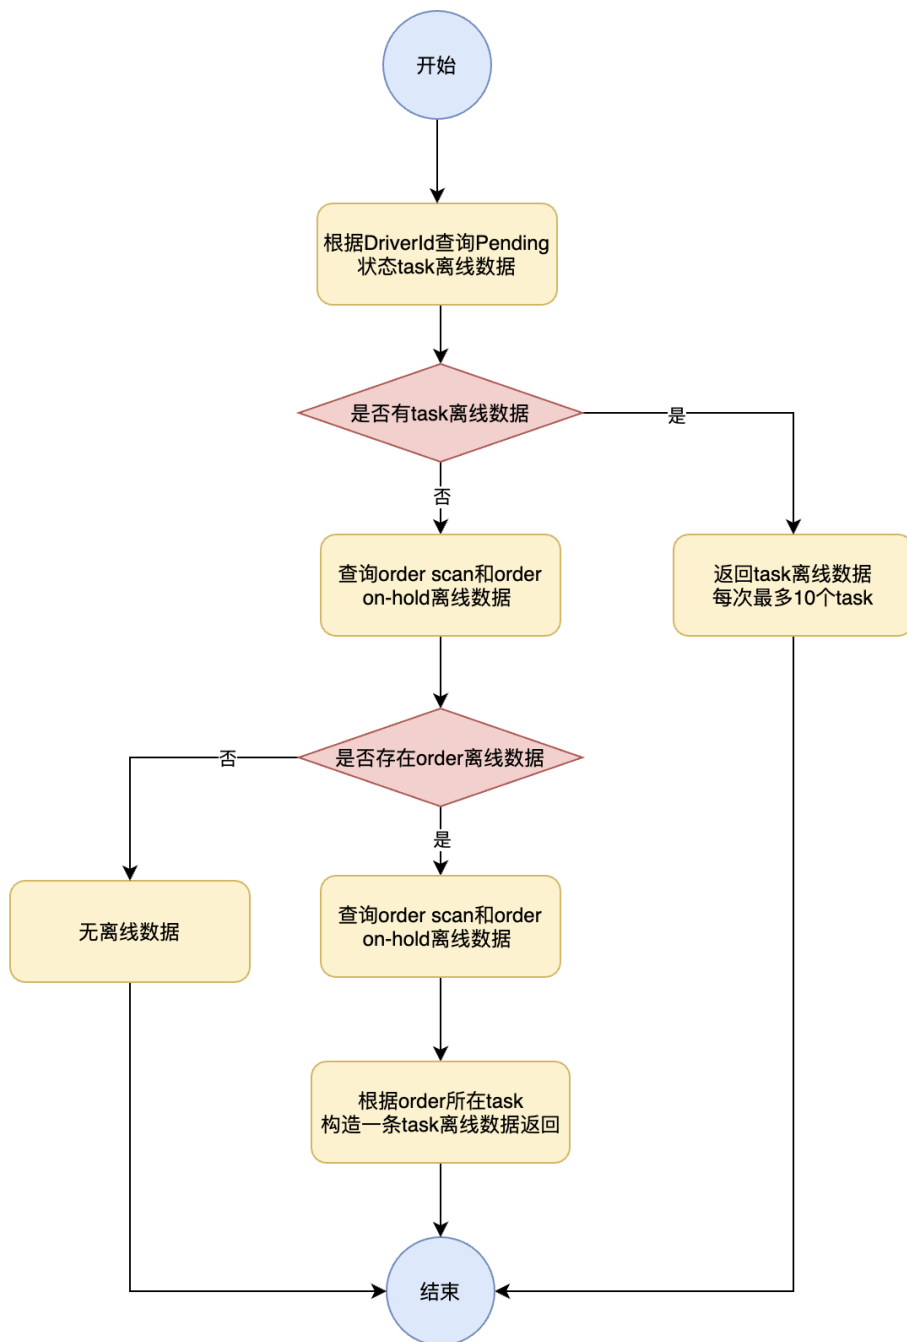 开始
根据DriverId查询Pending
状态task离线数据
是否有task离线数据
是
否
查询order scan和order
on-hold离线数据
返回task离线数据
每次最多10个task
是否存在order离线数据
否
是
无离线数据
查询order scan和order
on-hold离线数据
根据order所在task
构造一条task离线数据返回
结束